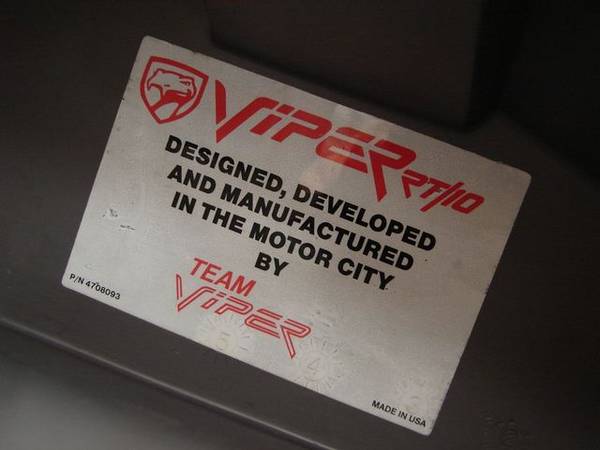 VIPER RT/10
DESIGNED, DEVELOPED
AND MANUFACTURED
IN THE MOTOR CITY
BY
TEAM
VIPER
P/N 4708093
MADE IN USA